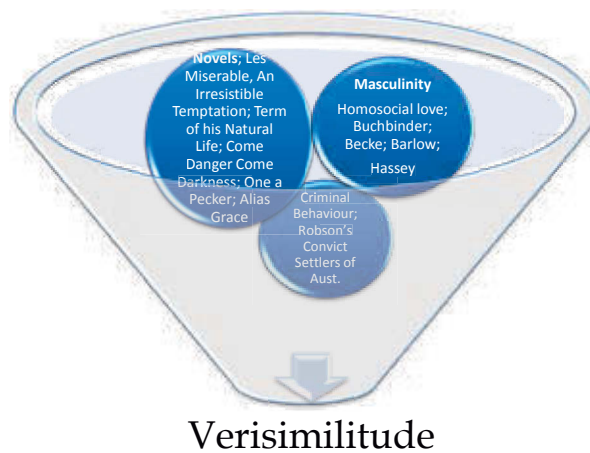 Novels; Les
Miserable, An
Irresistible
Temptation; Term
of his Natural
Life; Come
Danger Come
Darkness; One a
Pecker; Alias
Grace
Masculinity
Homosocial love;
Buchbinder;
Becke; Barlow;
Hassey
Criminal
Behaviour;
Robson’s
Convict
Settlers of
Aust.
Verisimilitude